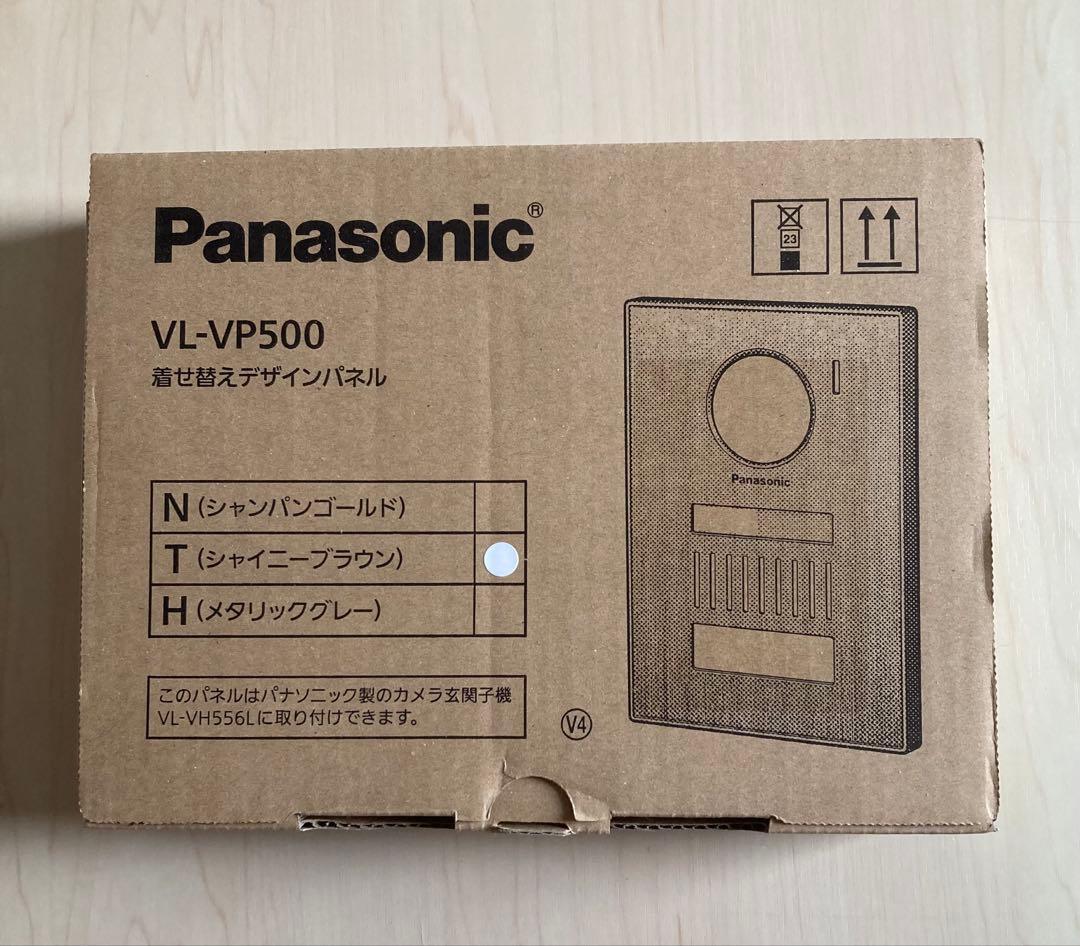 Panasonic®
23
VL-VP500
着せ替えデザインパネル
Panasonic
N (シャンパンゴールド)
T (シャイニーブラウン)
H (メタリックグレー)
このパネルはパナソニック製のカメラ玄関子機
VL-VH556Lに取り付けできます。
V4